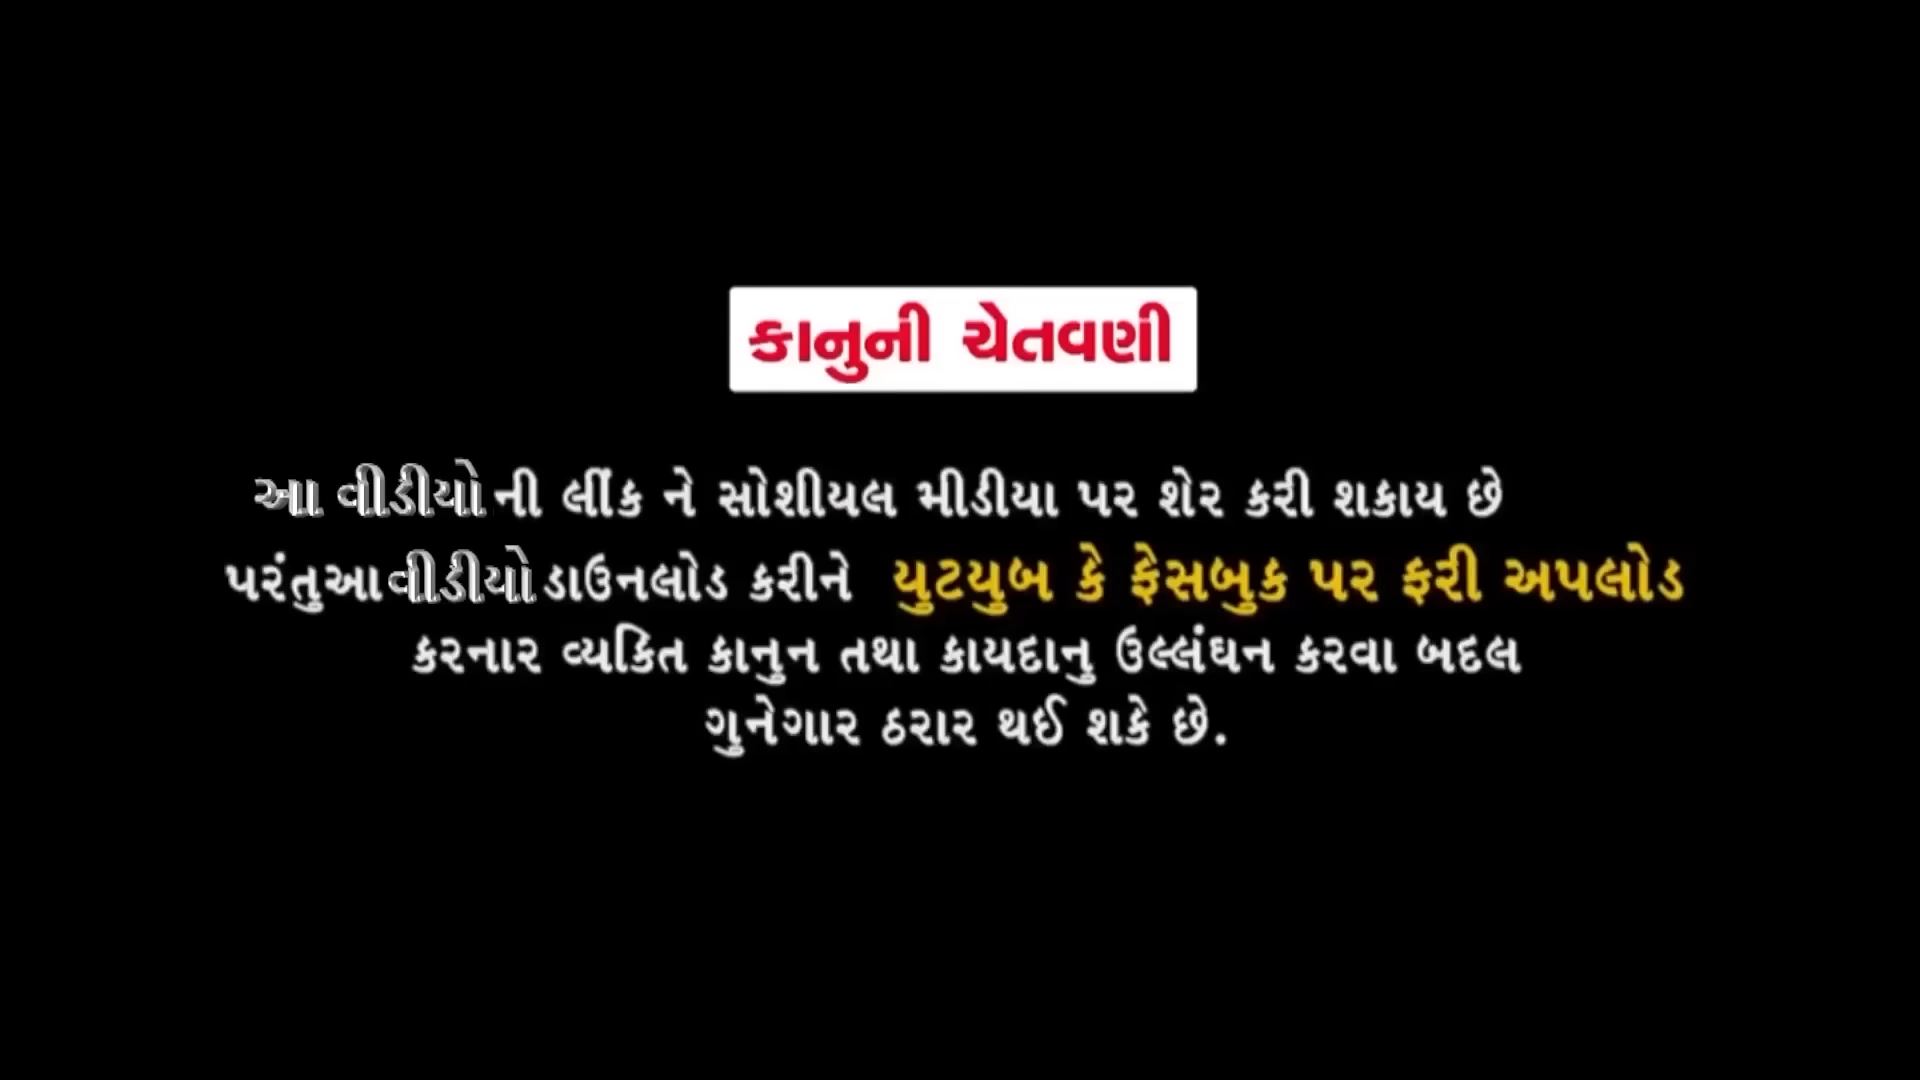 કાનુની ચેતવણી
આ વીડીયો ની લીંક ને સોશીયલ મીડીયા પર શેર કરી શકાય છે
પરંતુઆ વીડીયો ડાઉનલોડ કરીને યુટયુબ કે ફેસબુક પર ફરી અપલોડ
કરનાર વ્યકિત કાનુન તથા કાયદાનુ ઉલ્લંઘન કરવા બદલ
ગુનેગાર ઠરાર થઈ શકે છે.